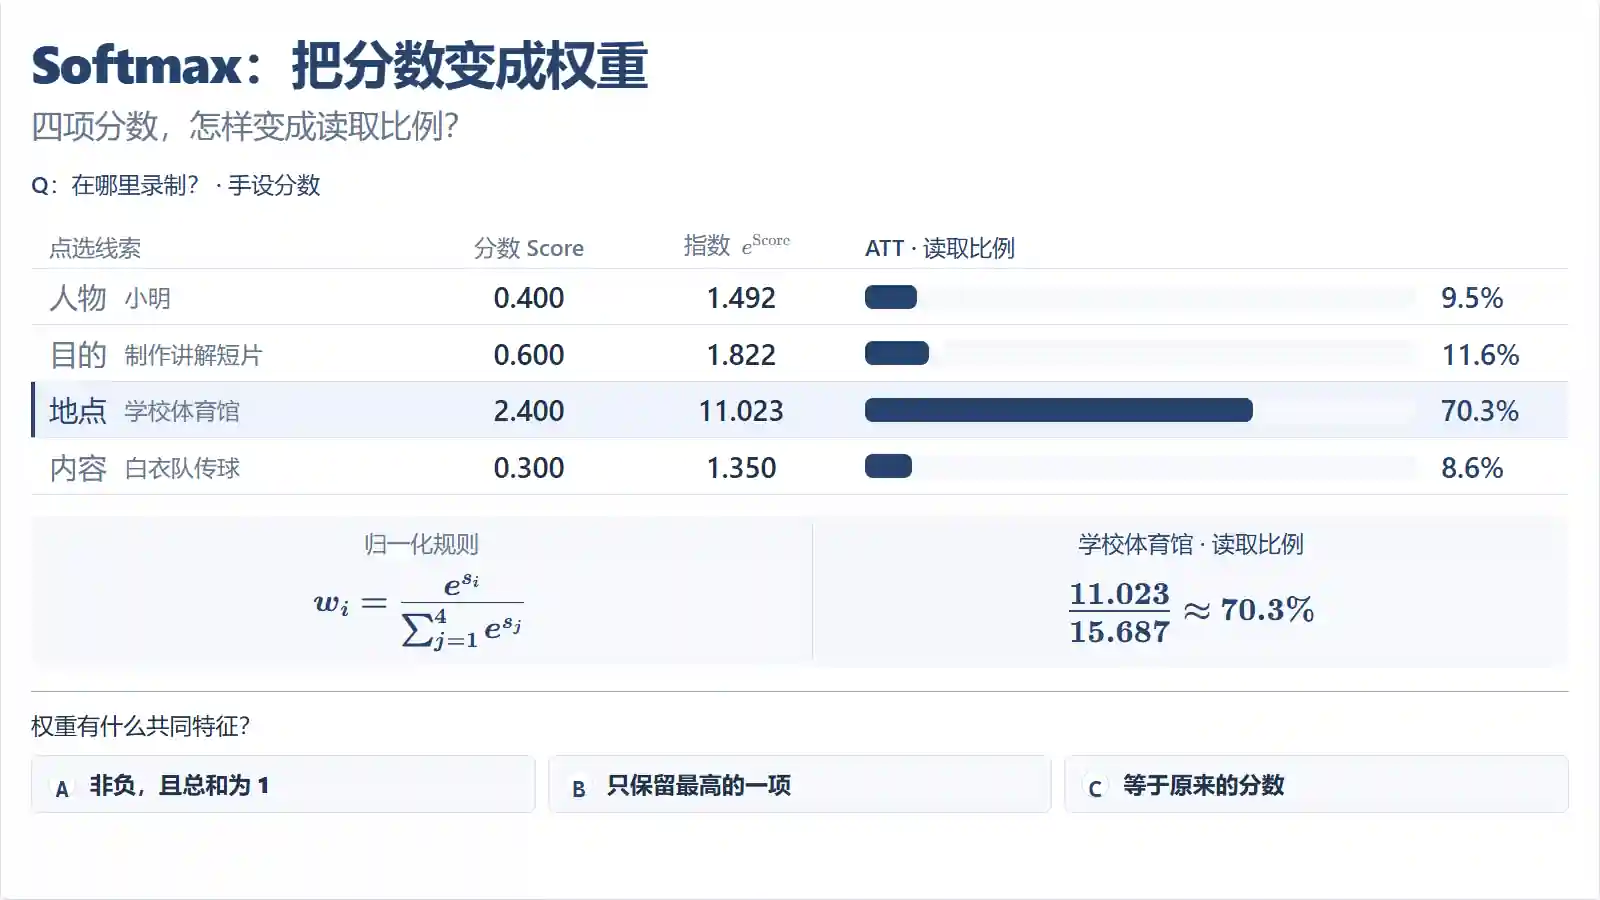 Softmax：把分数变成权重
四项分数，怎样变成读取比例？
Q：在哪里录制？ · 手设分数
点选线索 分数 Score 指数 e^Score ATT · 读取比例
人物 小明 0.400 1.492 9.5%
目的 制作讲解短片 0.600 1.822 11.6%
地点 学校体育馆 2.400 11.023 70.3%
内容 白衣队传球 0.300 1.350 8.6%
归一化规则
w_i = e^{s_i} / ∑_{j=1}^{4} e^{s_j}
学校体育馆 · 读取比例
11.023 / 15.687 ≈ 70.3%
权重有什么共同特征？
A 非负，且总和为 1
B 只保留最高的一项
C 等于原来的分数